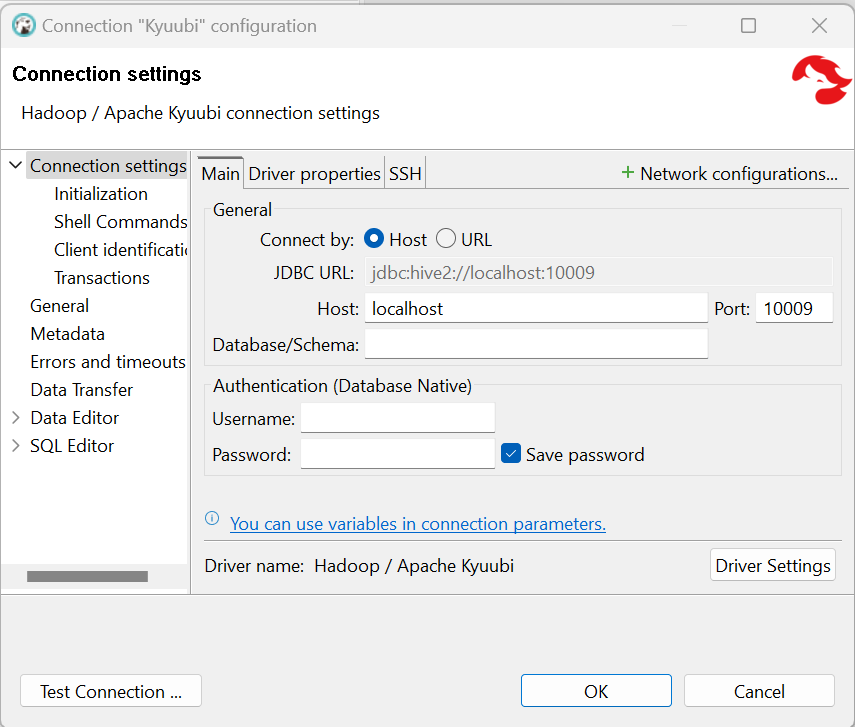 Connection "Kyuubi" configuration
Connection settings
Hadoop / Apache Kyuubi connection settings
Connection settings
Initialization
Shell Commands
Client identificatio
Transactions
General
Metadata
Errors and timeouts
Data Transfer
Data Editor
SQL Editor
Main Driver properties SSH + Network configurations...
General
Connect by: Host URL
JDBC URL: jdbc:hive2://localhost:10009
Host: localhost Port: 10009
Database/Schema:
Authentication (Database Native)
Username:
Password: Save password
You can use variables in connection parameters.
Driver name: Hadoop / Apache Kyuubi Driver Settings
Test Connection ... OK Cancel